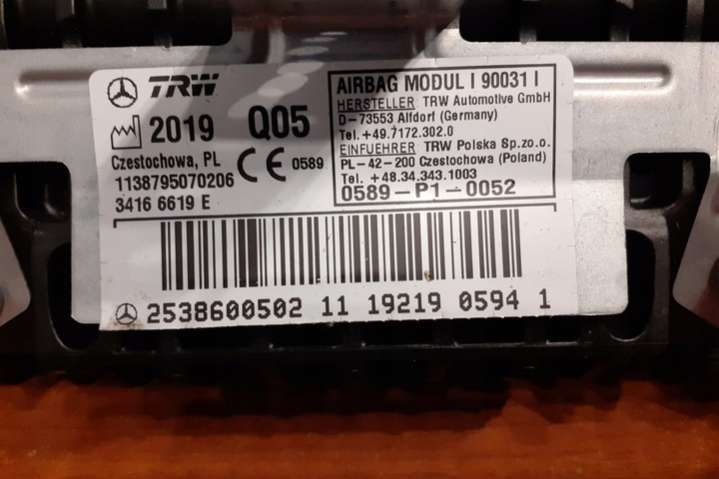 TRW
2019 Q05
Czestochowa, PL
CE 0589
1138795070206
3416 6619 E
AIRBAG MODUL I 90031 I
HERSTELLER TRW Automotive GmbH
D-73553 Alfdorf (Germany)
Tel.+49.7172.302.0
EINFUEHRER TRW Polska Sp.zo.o.
PL-42-200 Czestochowa (Poland)
Tel. +48.34.343.1003
0589-P1-0052
2538600502 11 19219 0594 1